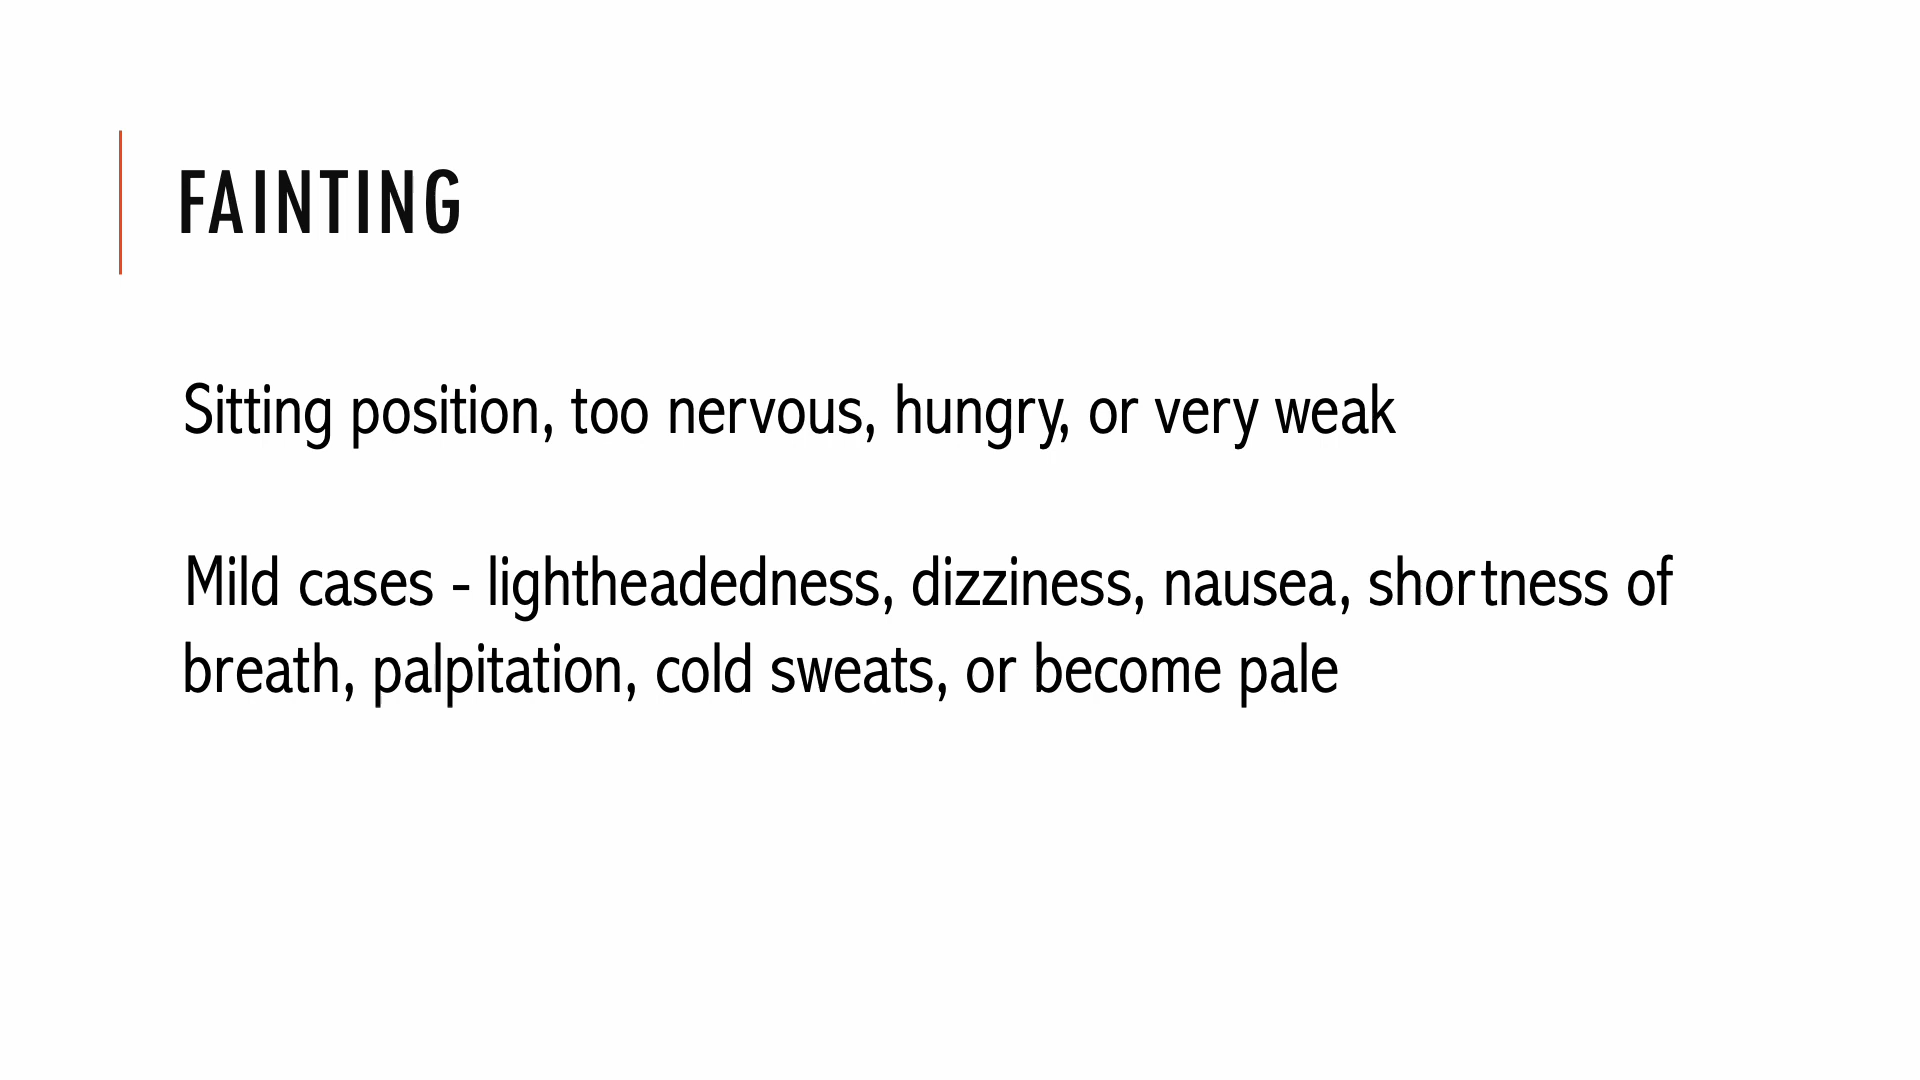 FAINTING
Sitting position, too nervous, hungry, or very weak
Mild cases - lightheadedness, dizziness, nausea, shortness of
breath, palpitation, cold sweats, or become pale